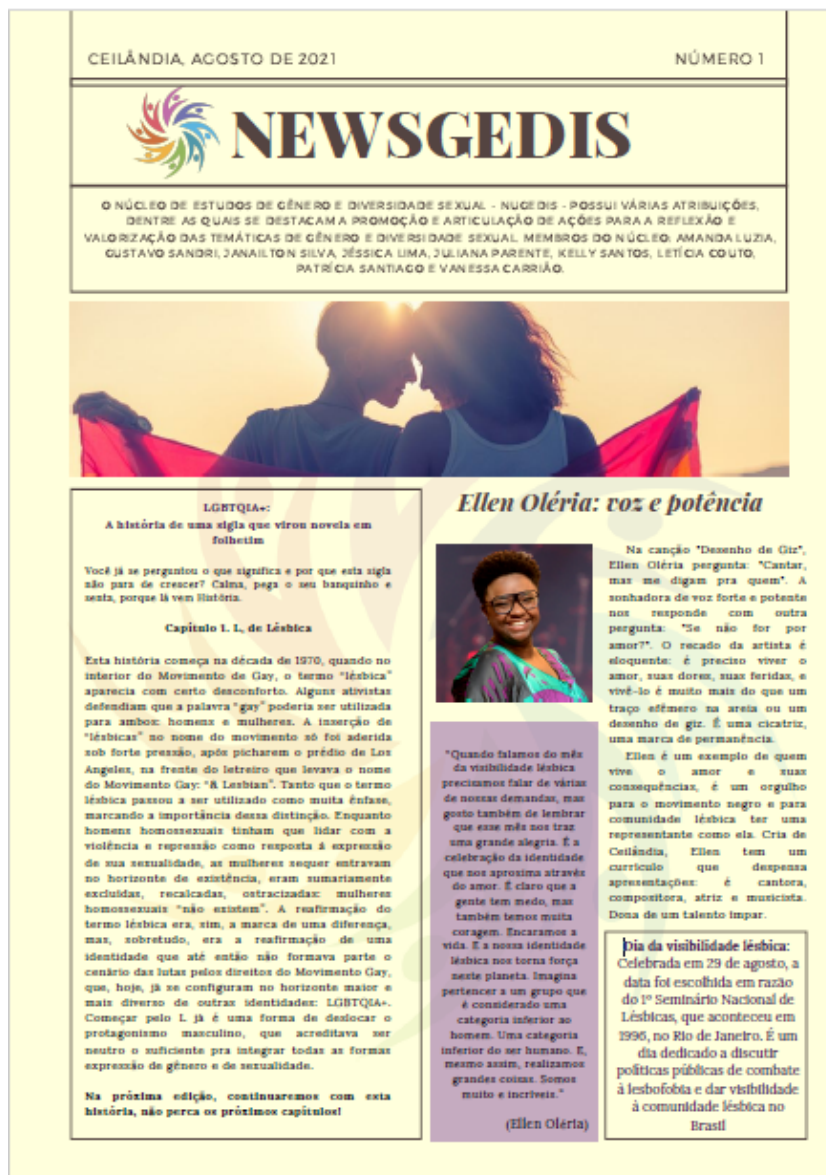 CEILÂNDIA, AGOSTO DE 2021
NÚMERO 1
NEWSGEDIS
O NÚCLEO DE ESTUDOS DE GÊNERO E DIVERSIDADE SEXUAL - NUGEDIS - POSSUI VÁRIAS ATRIBUIÇÕES,
DENTRE AS QUAIS SE DESTACAM A PROMOÇÃO E ARTICULAÇÃO DE AÇÕES PARA A REFLEXÃO E
VALORIZAÇÃO DAS TEMÁTICAS DE GÊNERO E DIVERSIDADE SEXUAL. MEMBROS DO NÚCLEO: AMANDA LUZIA,
GUSTAVO SANDRI, JANAILTON SILVA, JÉSSICA LIMA, JULIANA PARENTE, KELLY SANTOS, LETÍCIA COUTO,
PATRÍCIA SANTIAGO E VANESSA CARRIÃO.
LGBTQIA+:
A história de uma sigla que virou novela em
folhetim
Você já se perguntou o que significa e por que esta sigla
não para de crescer? Calma, pega o seu banquinho e
senta, porque lá vem História.
Capítulo 1. L, de Lésbica
Esta história começa na década de 1970, quando no
interior do Movimento de Gay, o termo "lésbica"
aparecia com certo desconforto. Alguns ativistas
defendiam que a palavra "gay" poderia ser utilizada
para ambos: homens e mulheres. A inserção de
"lésbicas" no nome do movimento só foi aderida
sob forte pressão, após picharem o prédio de Los
Angeles, na frente do letreiro que levava o nome
do Movimento Gay: "& Lesbian". Tanto que o termo
lésbica passou a ser utilizado como muita ênfase,
marcando a importância dessa distinção. Enquanto
homens homossexuais tinham que lidar com a
violência e repressão como resposta à expressão
de sua sexualidade, as mulheres sequer entravam
no horizonte de existência, eram sumariamente
excluídas, recalcadas, ostracizadas: mulheres
homossexuais "não existem". A reafirmação do
termo lésbica era, sim, a marca de uma diferença,
mas, sobretudo, era a reafirmação de uma
identidade que até então não formava parte o
cenário das lutas pelos direitos do Movimento Gay,
que, hoje, já se configuram no horizonte maior e
mais diverso de outras identidades: LGBTQIA+.
Começar pelo L já é uma forma de deslocar o
protagonismo masculino, que acreditava ser
neutro o suficiente pra integrar todas as formas
expressão de gênero e de sexualidade.
Na próxima edição, continuaremos com esta
história, não perca os próximos capítulos!
Ellen Oléria: voz e potência
"Quando falamos do mês
da visibilidade lésbica
precisamos falar de várias
de nossas demandas, mas
gosto também de lembrar
que esse mês nos traz
uma grande alegria. É a
celebração da identidade
que nos aproxima através
do amor. É claro que a
gente tem medo, mas
também temos muita
coragem. Encaramos a
vida. E a nossa identidade
lésbica nos torna força
neste planeta. Imagina
pertencer a um grupo que
é considerado uma
categoria inferior ao
homem. Uma categoria
inferior do ser humano. E,
mesmo assim, realizamos
grandes coisas. Somos
muito e incríveis."
(Ellen Oléria)
Na canção "Desenho de Giz",
Ellen Oléria pergunta: "Cantar,
mas me digam pra quem". A
sonhadora de voz forte e potente
nos responde com outra
pergunta: "Se não for por
amor?". O recado da artista é
eloquente: é preciso viver o
amor, suas dores, suas feridas, e
vivê-lo é muito mais do que um
traço efêmero na areia ou um
desenho de giz. É uma cicatriz,
uma marca de permanência.
Ellen é um exemplo de quem
vive o amor e suas
consequências, é um orgulho
para o movimento negro e para
comunidade lésbica ter uma
representante como ela. Cria de
Ceilândia, Ellen tem um
currículo que despensa
apresentações: é cantora,
compositora, atriz e musicista.
Dona de um talento ímpar.
Dia da visibilidade lésbica:
Celebrada em 29 de agosto, a
data foi escolhida em razão
do 1º Seminário Nacional de
Lésbicas, que aconteceu em
1996, no Rio de Janeiro. É um
dia dedicado a discutir
políticas públicas de combate
à lesbofobia e dar visibilidade
à comunidade lésbica no
Brasil